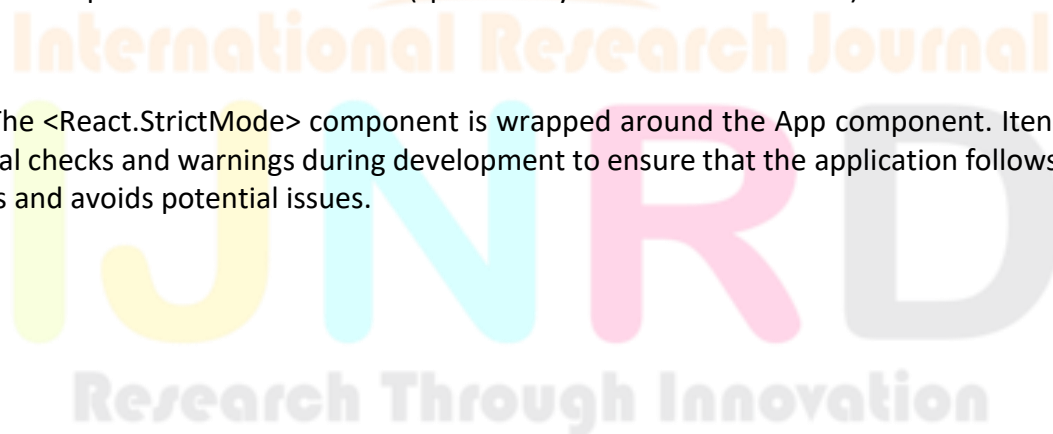 International Research Journal
he <React.StrictMode> component is wrapped around the App component. Iten
al checks and warnings during development to ensure that the application follows
s and avoids potential issues.
IJNRD
Research Through Innovation